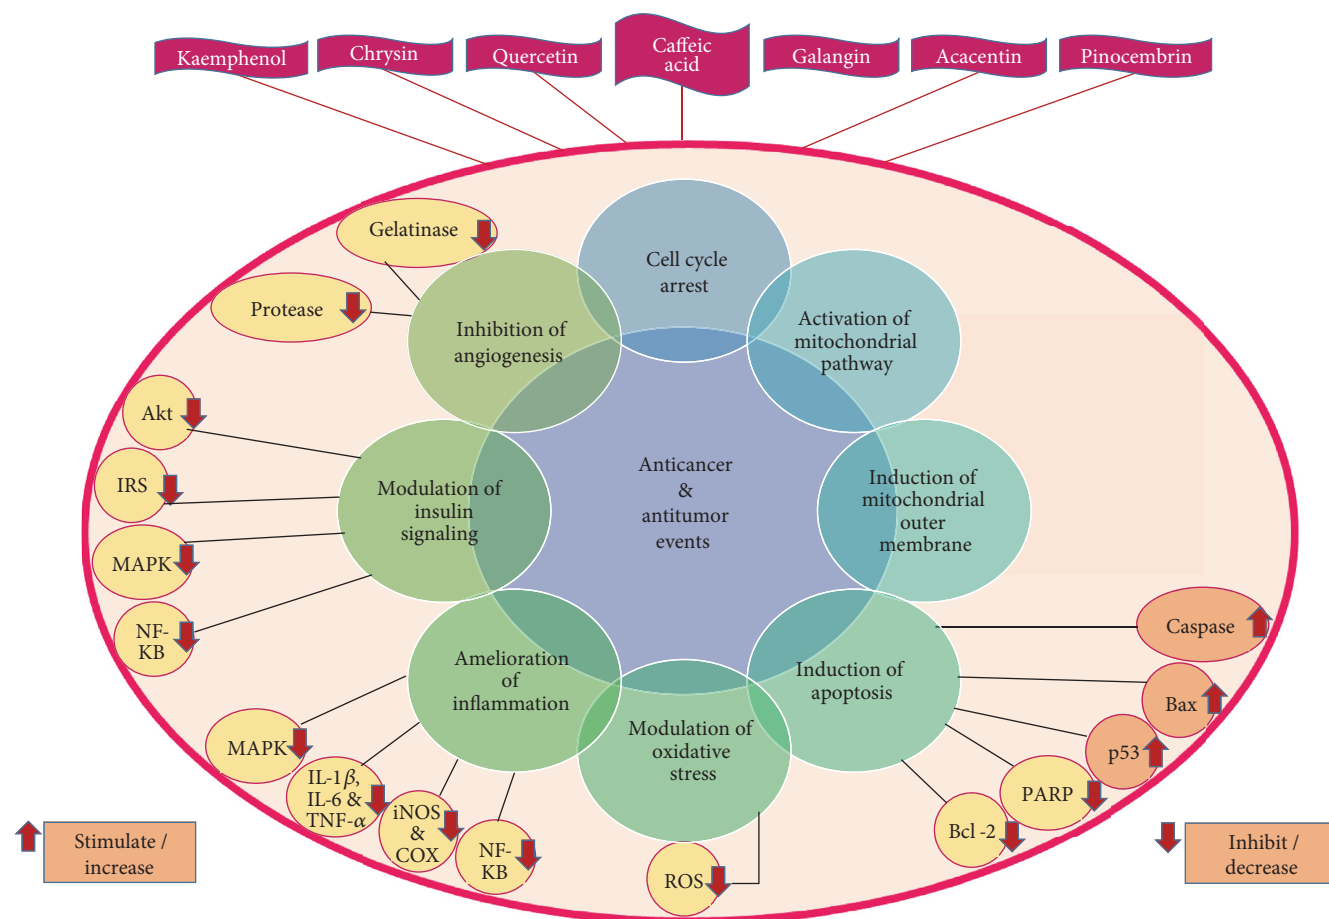 Kaemphenol
Chrysin
Quercetin
Caffeic
acid
Galangin
Acacentin
Pinocembrin
Gelatinase
Protease
Akt
IRS
MAPK
NF-
KB
Cell cycle
arrest
Inhibition of
angiogenesis
Activation of
mitochondrial
pathway
Modulation of
insulin
signaling
Anticancer
&
antitumor
events
Induction of
mitochondrial
outer
membrane
Amelioration
of
inflammation
Modulation of
oxidative
stress
Induction of
apoptosis
Caspase
Bax
p53
PARP
Bcl -2
MAPK
IL-1β,
IL-6 &
TNF-α
iNOS
&
COX
NF-
KB
ROS
Stimulate /
increase
Inhibit /
decrease